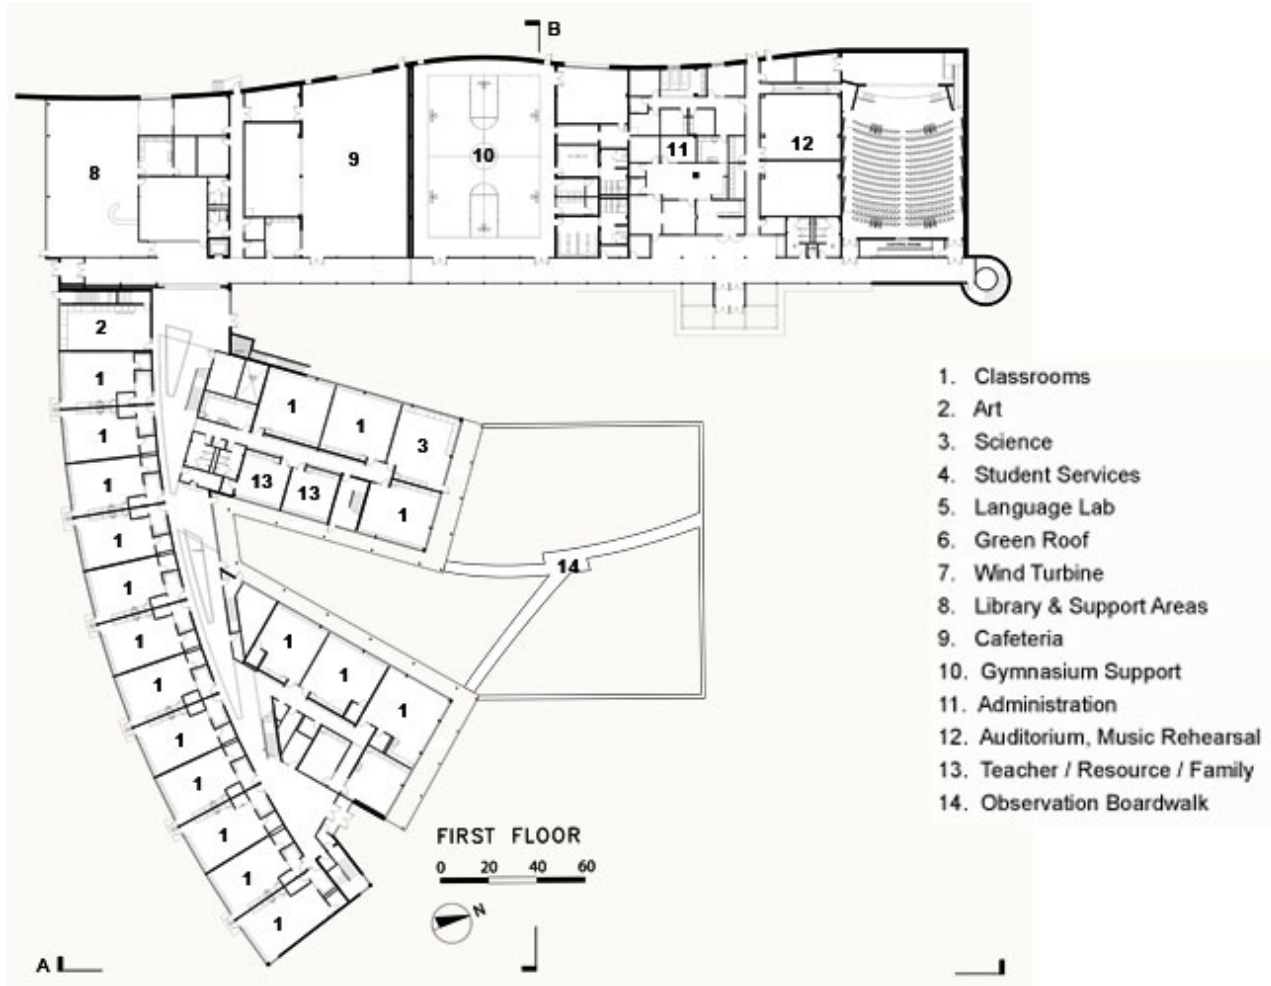 B
8
9
10
11
12
2
1
1
1
3
1
1
13
13
1
1
1
14
1
1
1
1
1
1
1
1
1
1
1
1
1. Classrooms
2. Art
3. Science
4. Student Services
5. Language Lab
6. Green Roof
7. Wind Turbine
8. Library & Support Areas
9. Cafeteria
10. Gymnasium Support
11. Administration
12. Auditorium, Music Rehearsal
13. Teacher / Resource / Family
14. Observation Boardwalk
FIRST FLOOR
0 20 40 60
N
A